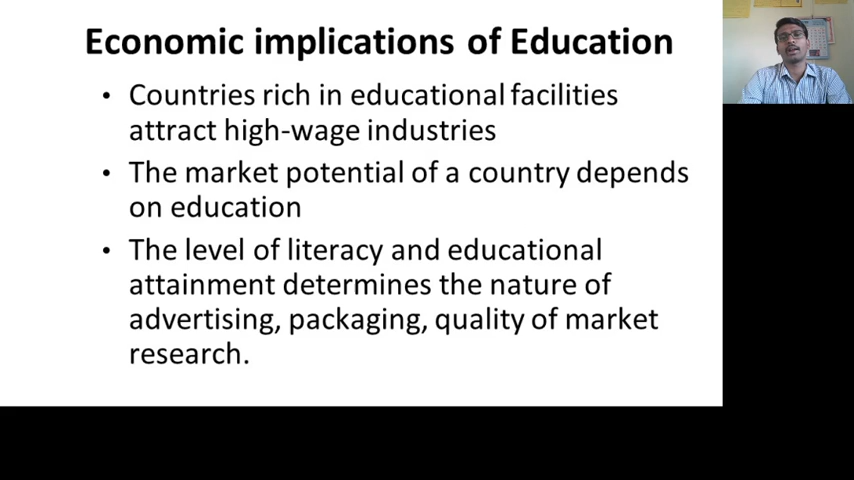 Economic implications of Education
• Countries rich in educational facilities
attract high-wage industries
• The market potential of a country depends
on education
• The level of literacy and educational
attainment determines the nature of
advertising, packaging, quality of market
research.